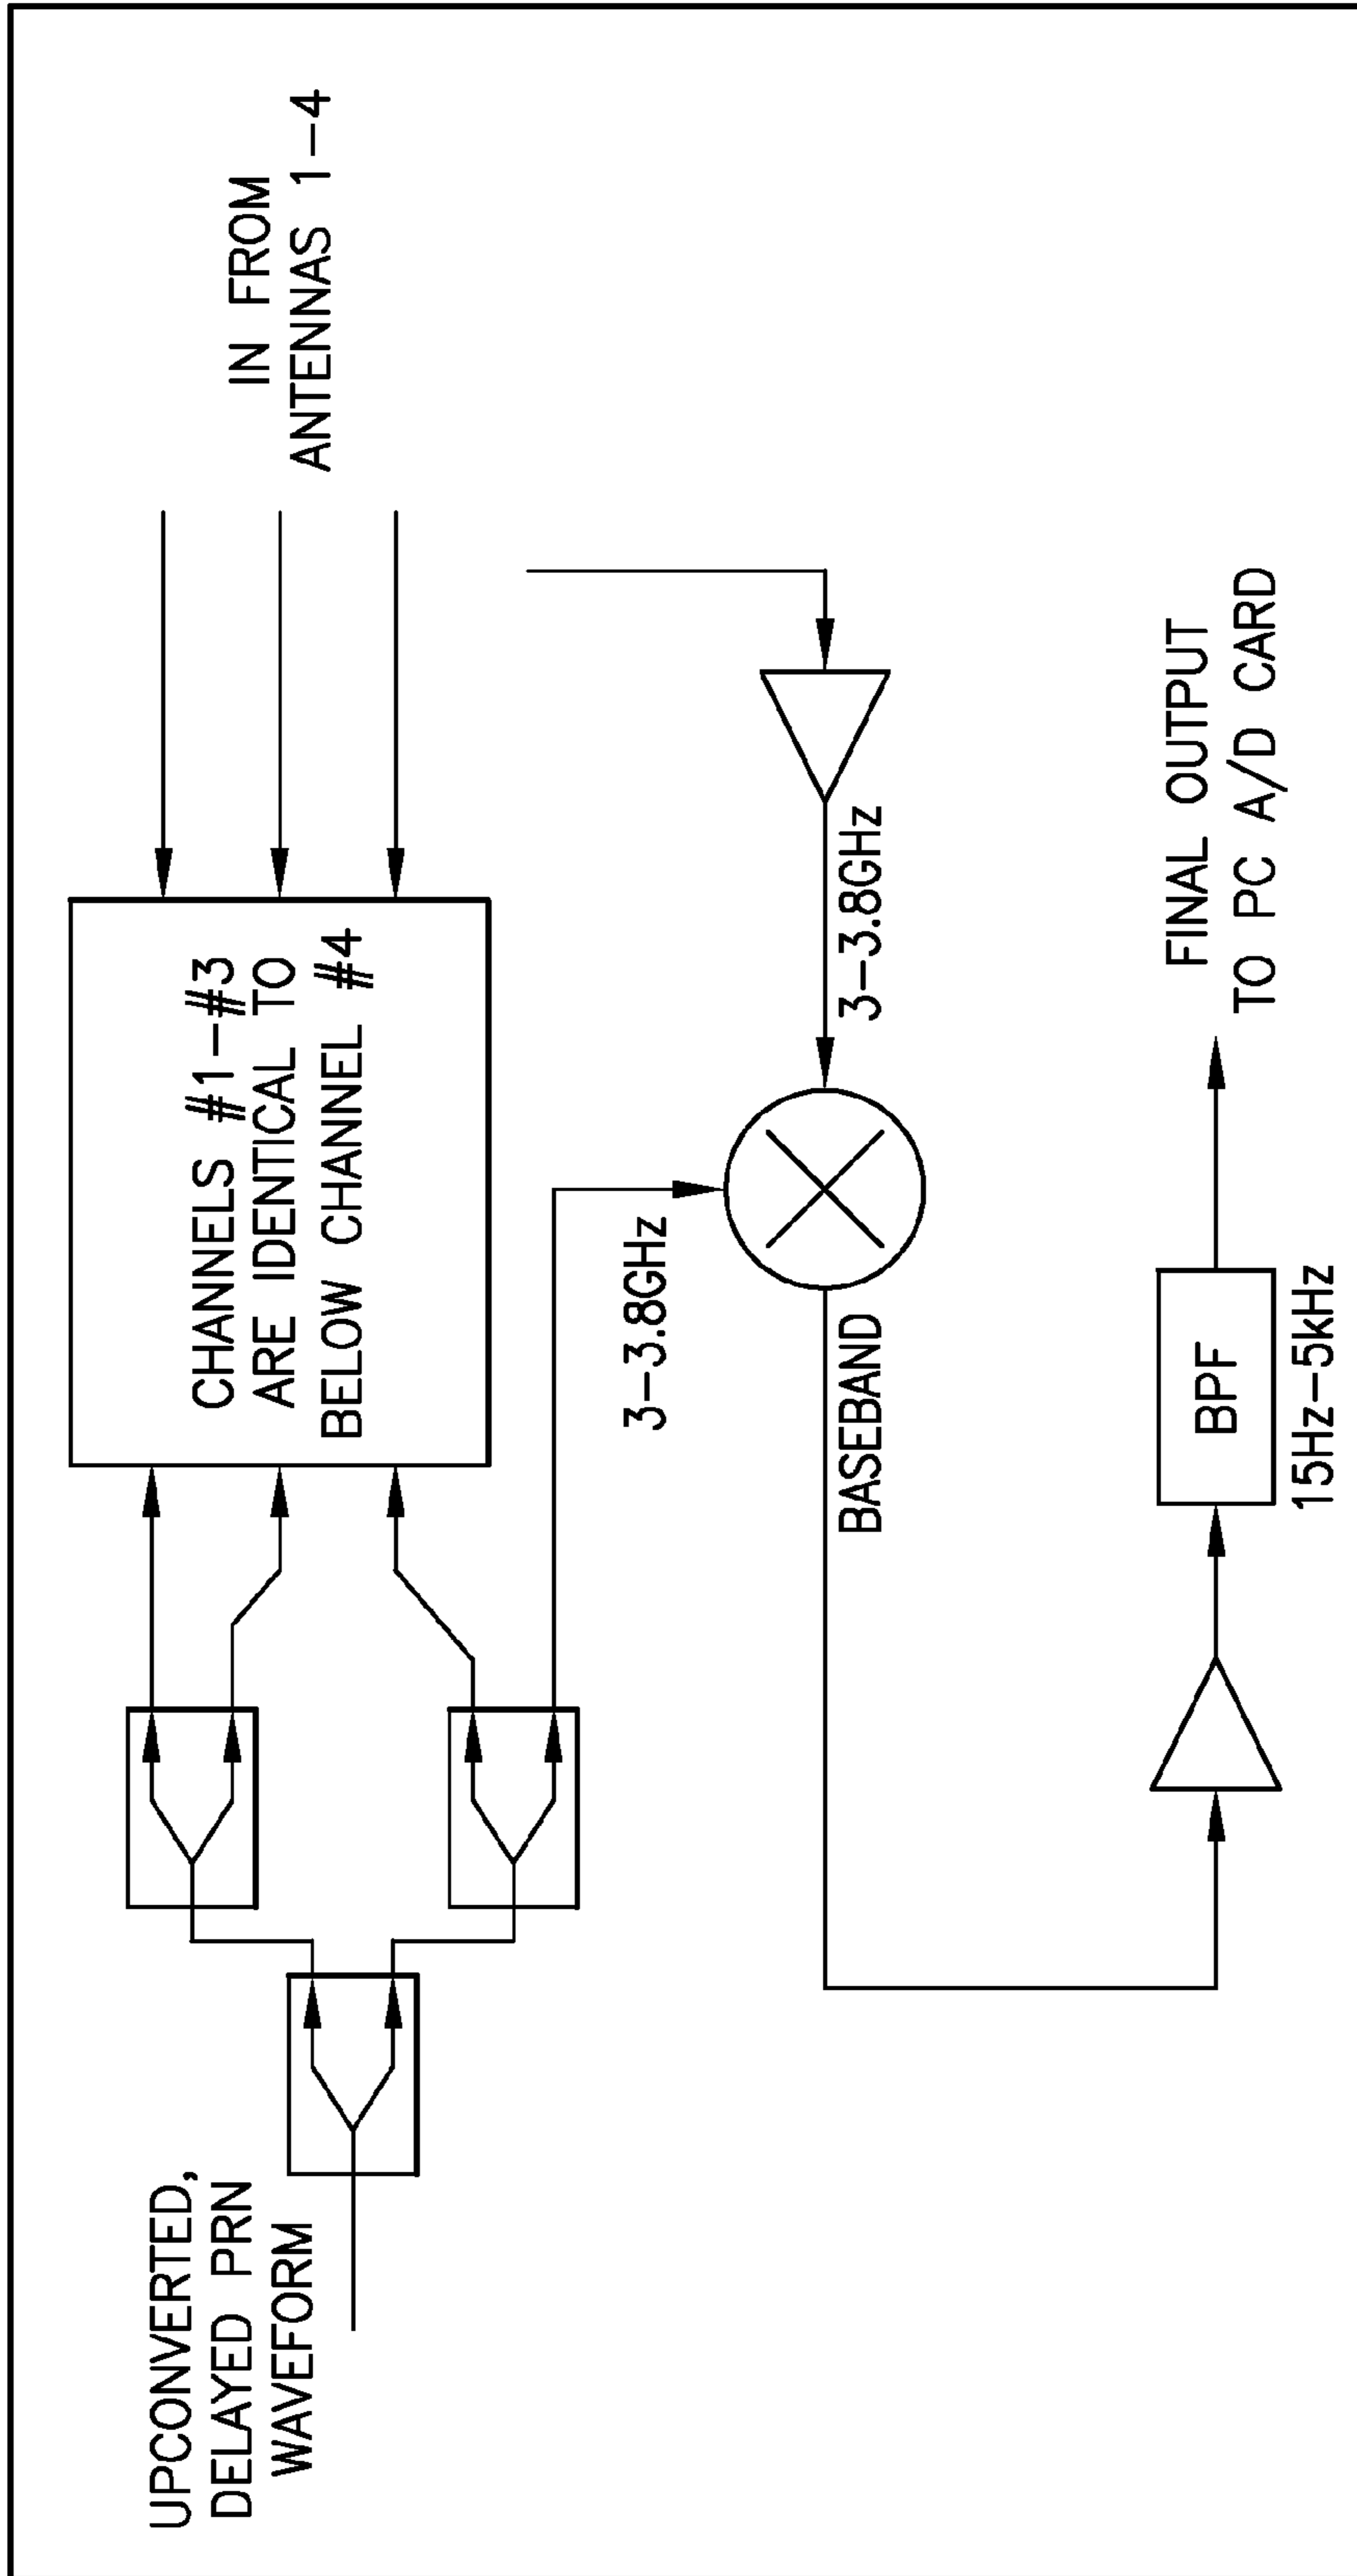 UPCONVERTED,
DELAYED PRN
WAVEFORM
CHANNELS #1-#3
ARE IDENTICAL TO
BELOW CHANNEL #4
IN FROM
ANTENNAS 1-4
3-3.8GHz
3-3.8GHz
BASEBAND
BPF
15Hz-5kHz
FINAL OUTPUT
TO PC A/D CARD